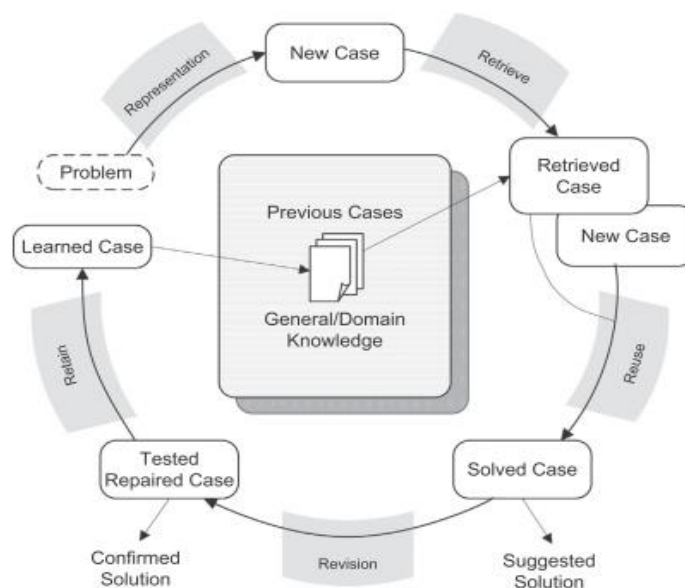 New Case
Representation
Retrieve
Problem
Retrieved
Case
New Case
Previous Cases
General/Domain
Knowledge
Learned Case
Reuse
Retain
Tested
Repaired Case
Solved Case
Revision
Confirmed
Solution
Suggested
Solution